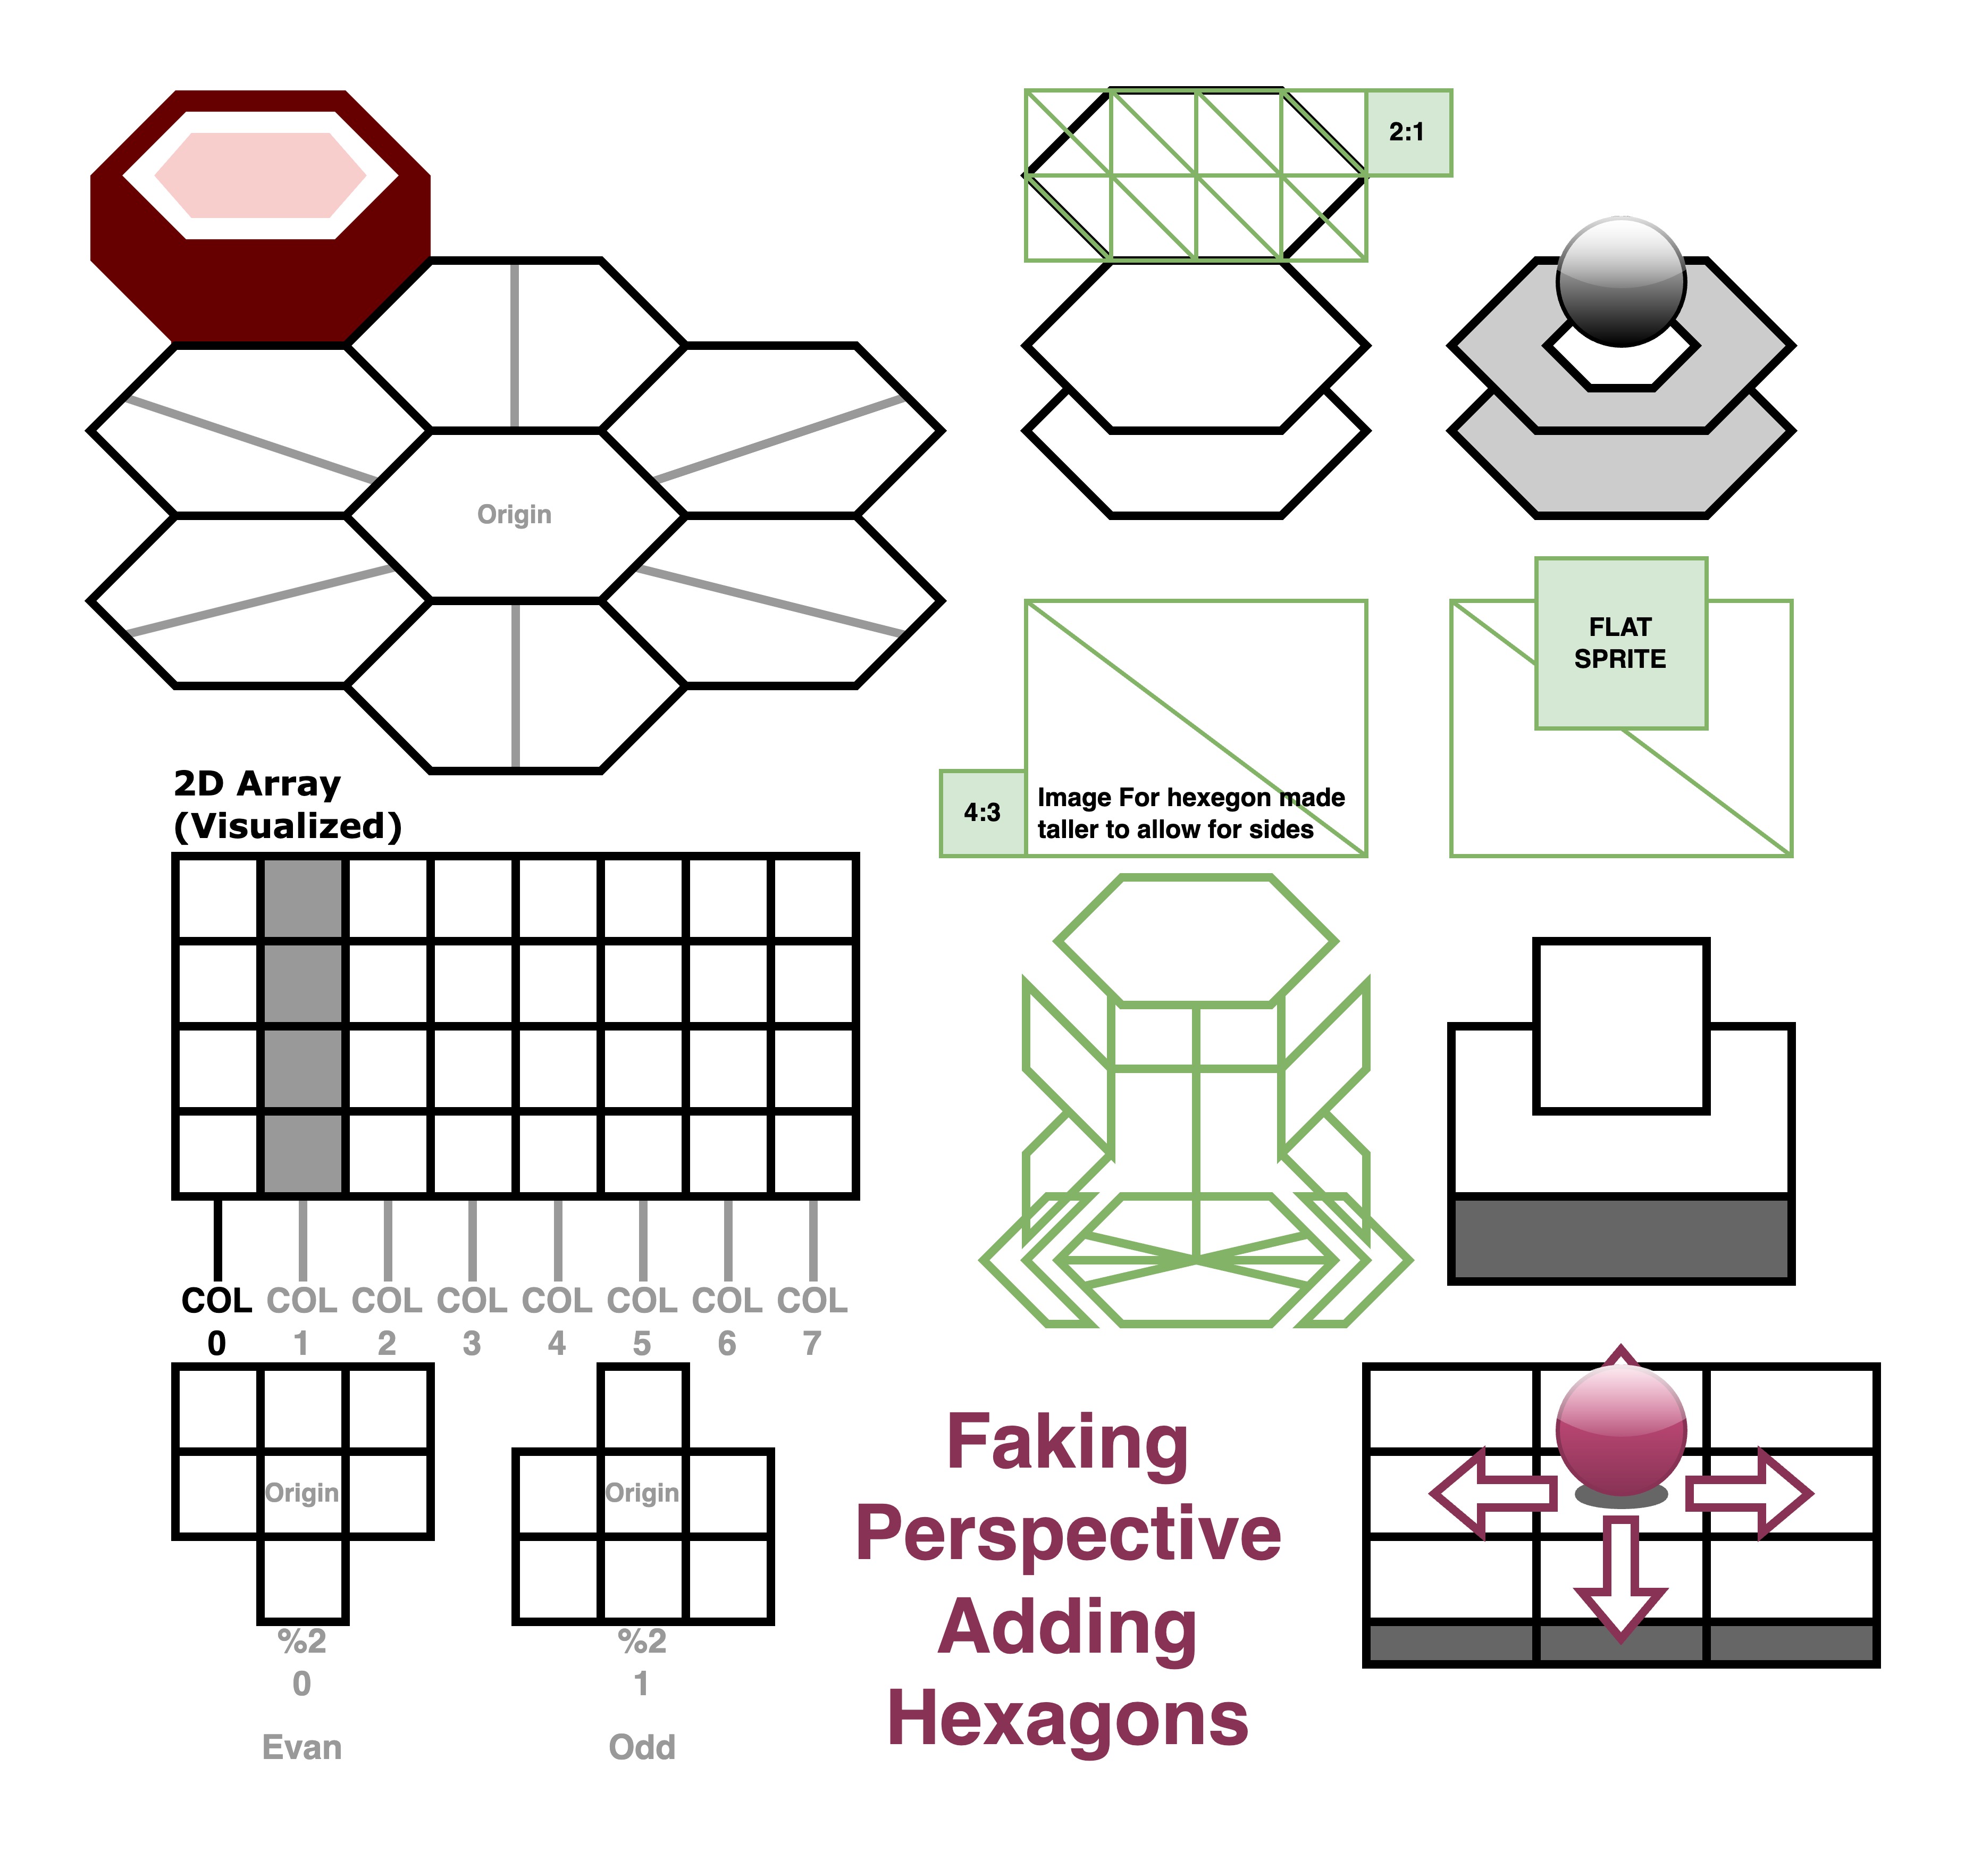 2:1
Origin
FLAT
SPRITE
2D Array
(Visualized)
4:3
Image For hexegon made
taller to allow for sides
COL COL COL COL COL COL COL COL
0 1 2 3 4 5 6 7
Origin
Origin
%2
0
Evan
%2
1
Odd
Faking
Perspective
Adding
Hexagons